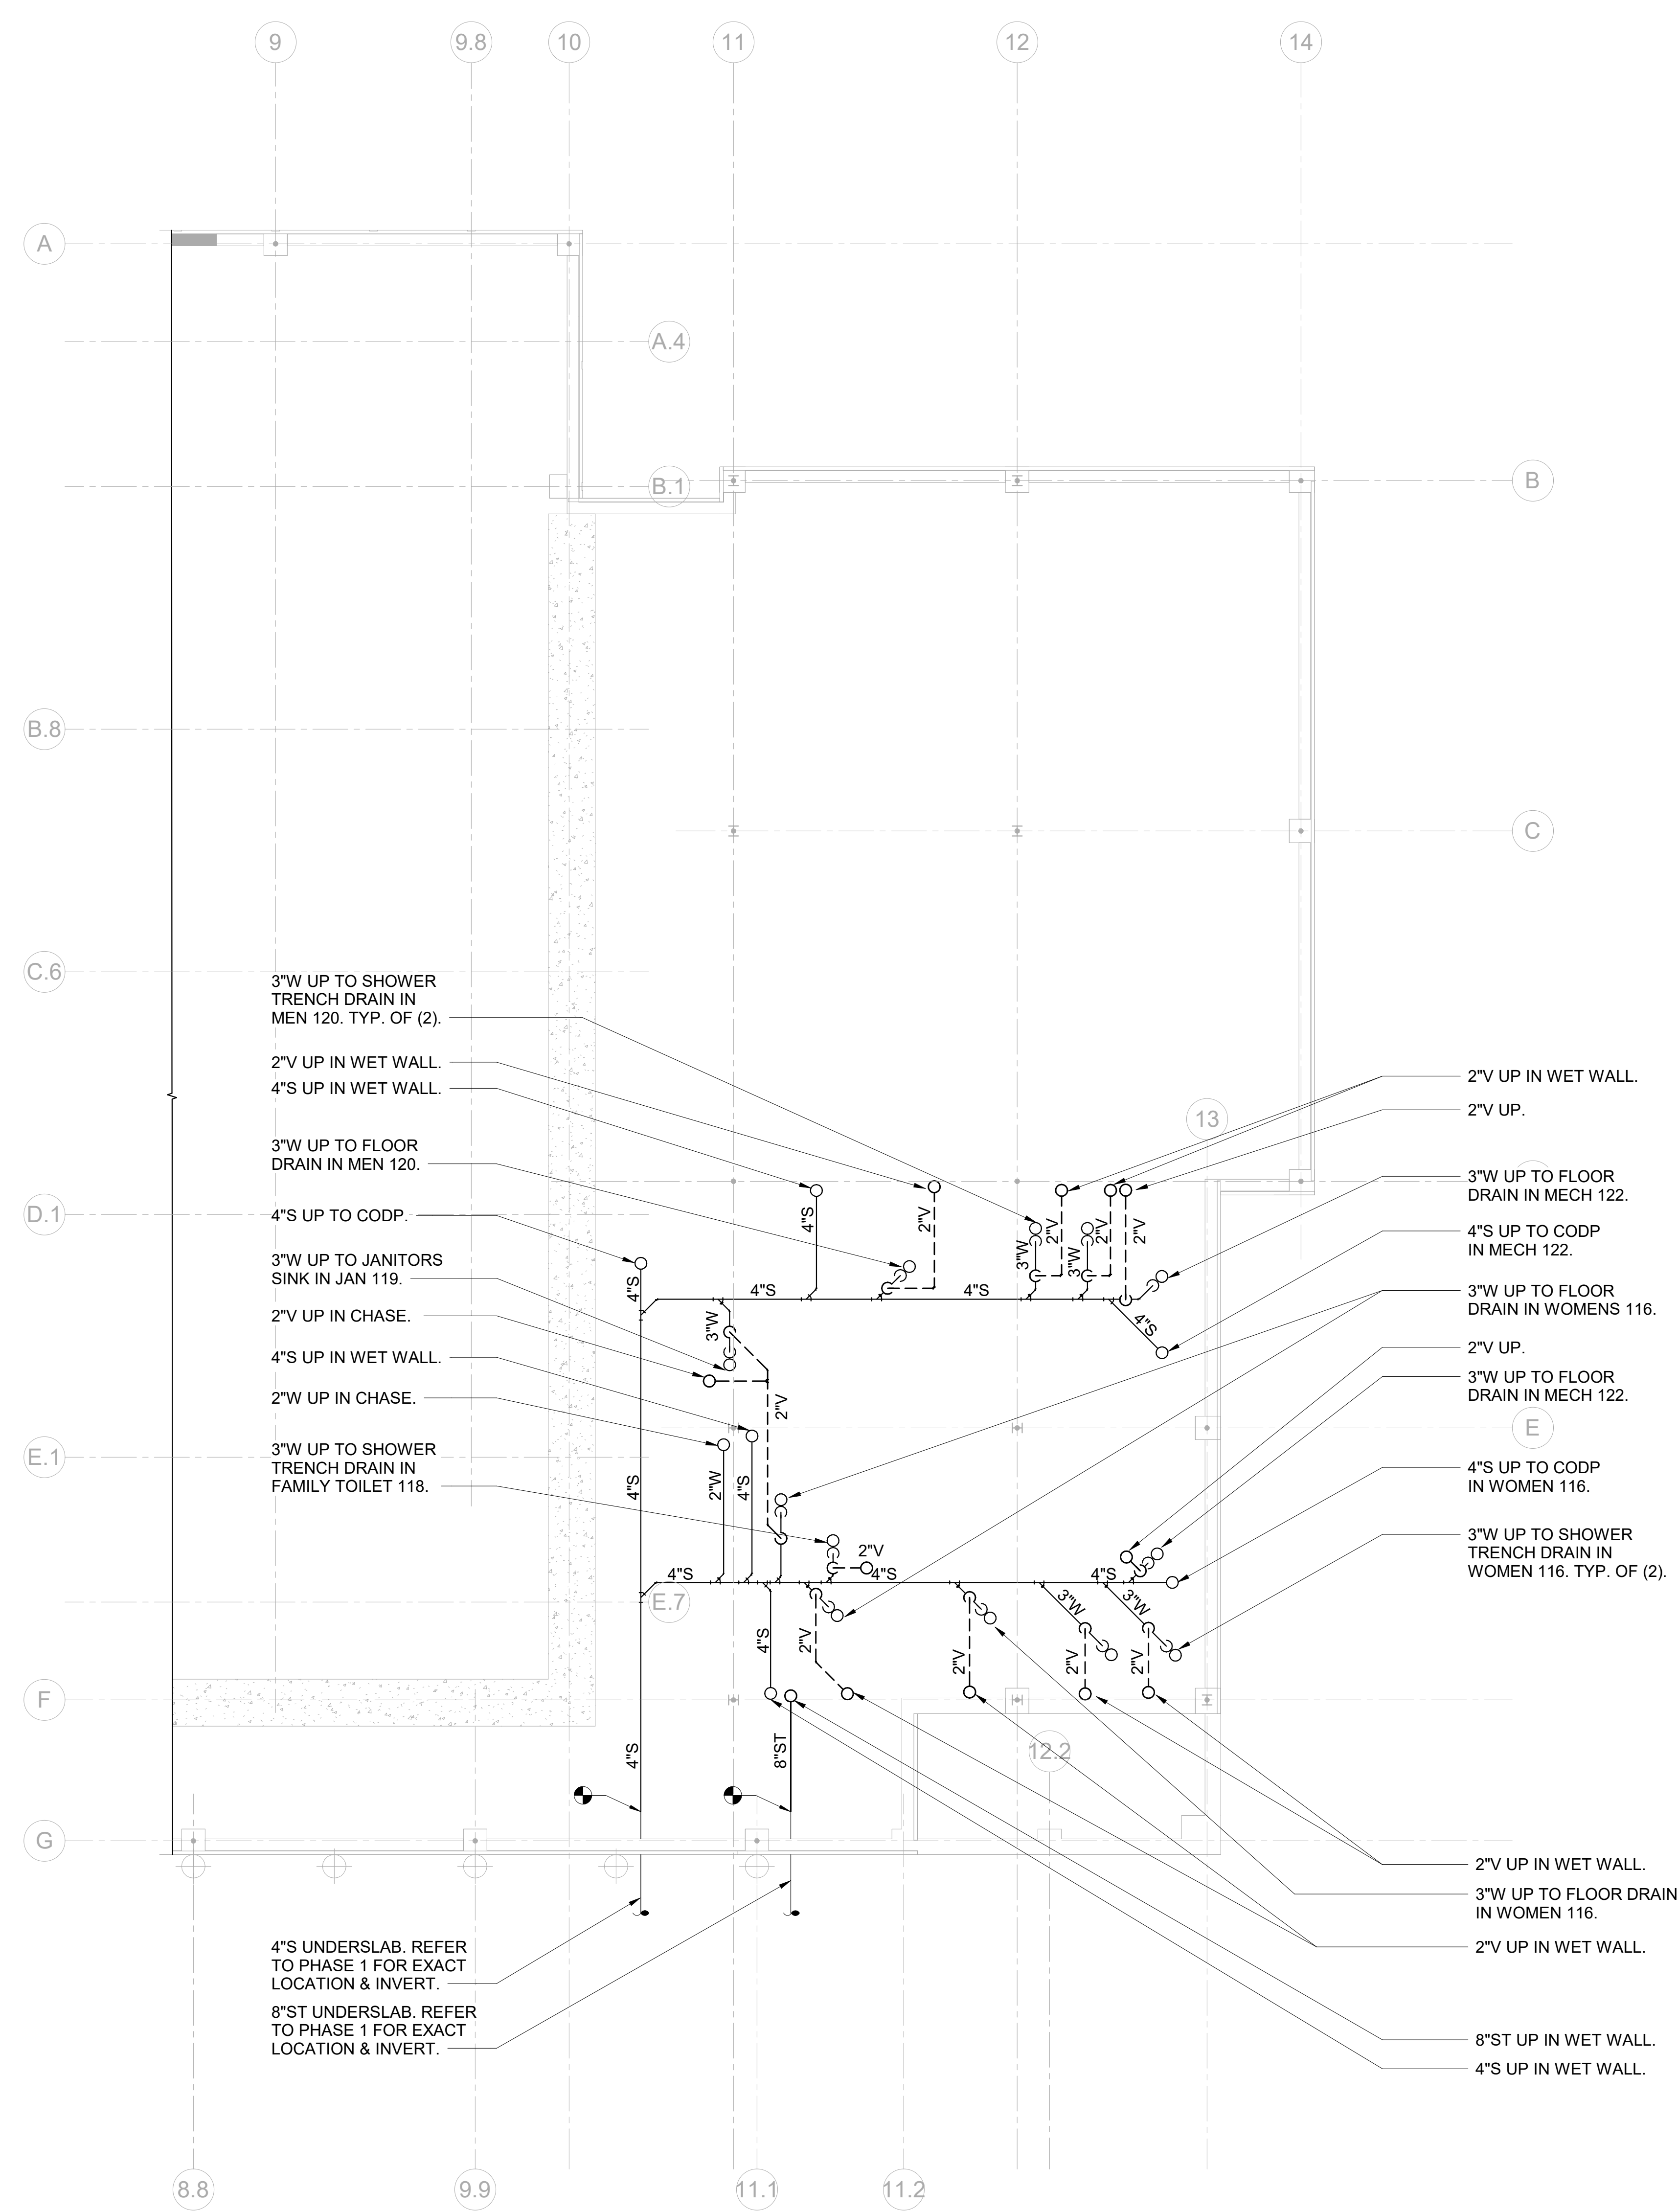 9
9.8
10
11
12
14
A
A.4
B.1
B
B.8
C
C.6
3"W UP TO SHOWER
TRENCH DRAIN IN
MEN 120. TYP. OF (2).
2"V UP IN WET WALL.
4"S UP IN WET WALL.
3"W UP TO FLOOR
DRAIN IN MEN 120.
4"S UP TO CODP.
3"W UP TO JANITORS
SINK IN JAN 119.
2"V UP IN CHASE.
4"S UP IN WET WALL.
2"W UP IN CHASE.
3"W UP TO SHOWER
TRENCH DRAIN IN
FAMILY TOILET 118.
2"V UP IN WET WALL.
2"V UP.
13
3"W UP TO FLOOR
DRAIN IN MECH 122.
4"S UP TO CODP
IN MECH 122.
3"W UP TO FLOOR
DRAIN IN WOMENS 116.
2"V UP.
3"W UP TO FLOOR
DRAIN IN MECH 122.
4"S UP TO CODP
IN WOMEN 116.
3"W UP TO SHOWER
TRENCH DRAIN IN
WOMEN 116. TYP. OF (2).
D.1
E.1
E
4"S
2"V
3"W
2"V
3"W
2"V
2"V
4"S
4"S
4"S
4"S
3"W
2"V
4"S
2"W
4"S
2"V
4"S
4"S
4"S
E.7
4"S
2"V
2"V
3"W
2"V
3"W
2"V
F
4"S
8"ST
12.2
G
2"V UP IN WET WALL.
3"W UP TO FLOOR DRAIN
IN WOMEN 116.
2"V UP IN WET WALL.
8"ST UP IN WET WALL.
4"S UP IN WET WALL.
4"S UNDERSLAB. REFER
TO PHASE 1 FOR EXACT
LOCATION & INVERT.
8"ST UNDERSLAB. REFER
TO PHASE 1 FOR EXACT
LOCATION & INVERT.
8.8
9.9
11.1
11.2